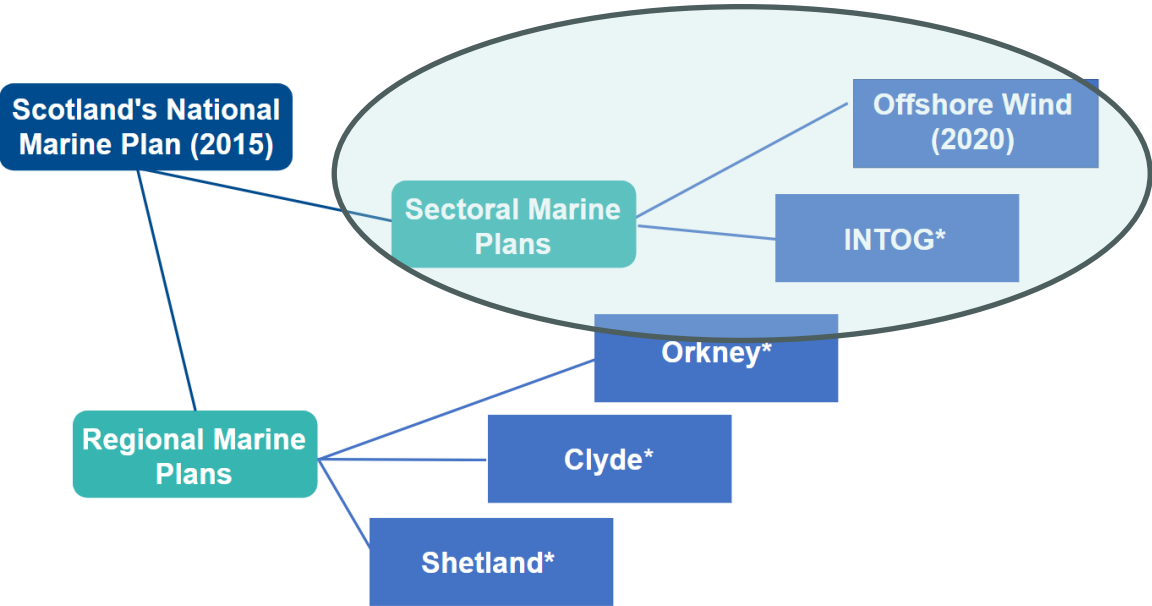 Scotland's National
Marine Plan (2015)
Offshore Wind
(2020)
Sectoral Marine
Plans
INTOG*
Orkney*
Regional Marine
Plans
Clyde*
Shetland*